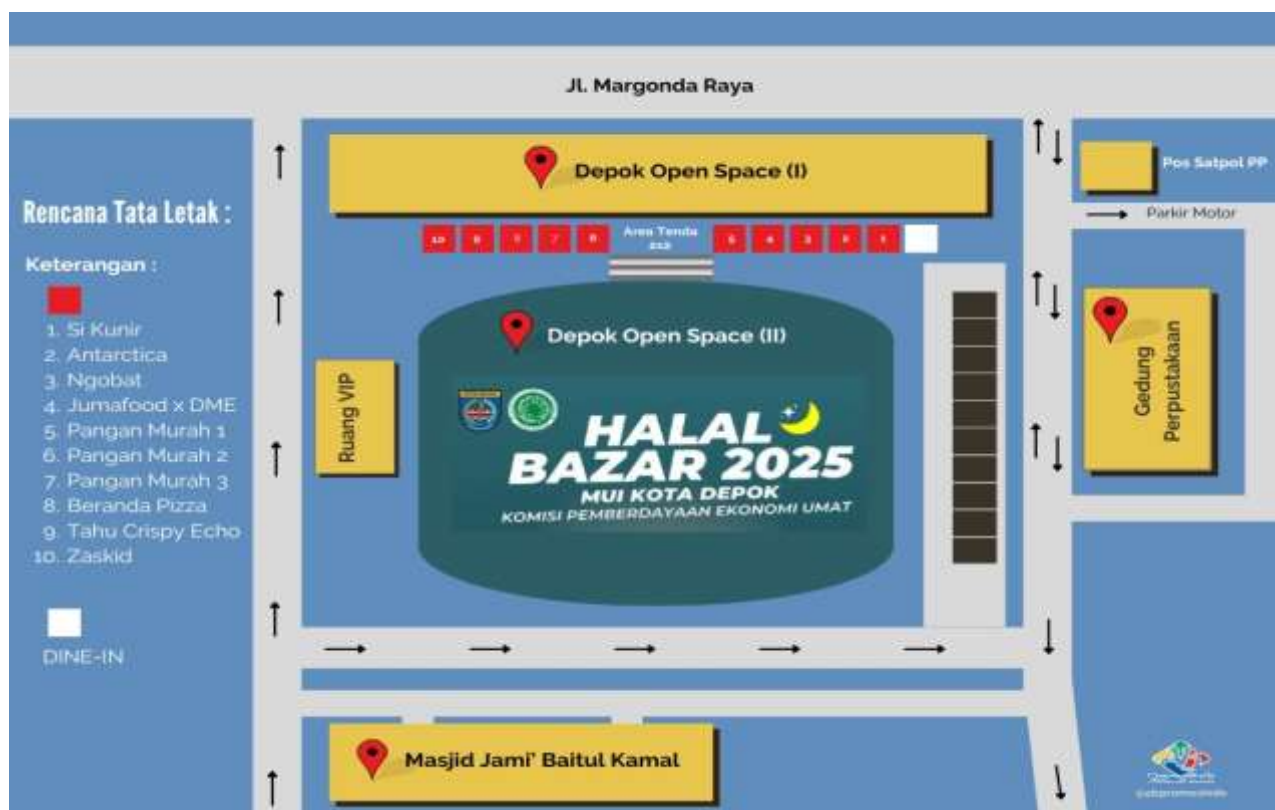 Jl. Margonda Raya
Depok Open Space (I)
Pos Satpol PP
Parkir Motor
Rencana Tata Letak :
Keterangan :
1. Si Kunir
2. Antarctica
3. Ngobat
4. Jumafood x DME
5. Pangan Murah 1
6. Pangan Murah 2
7. Pangan Murah 3
8. Beranda Pizza
9. Tahu Crispy Echo
10. Zaskid
DINE-IN
10
7
Area Tenda
5 4 3 2 1
Depok Open Space (II)
Ruang VIP
HALAL
BAZAR 2025
MUI KOTA DEPOK
KOMISI PEMBERDAYAAN EKONOMI UMAT
Gedung
Perpustakaan
Masjid Jami' Baitul Kamal